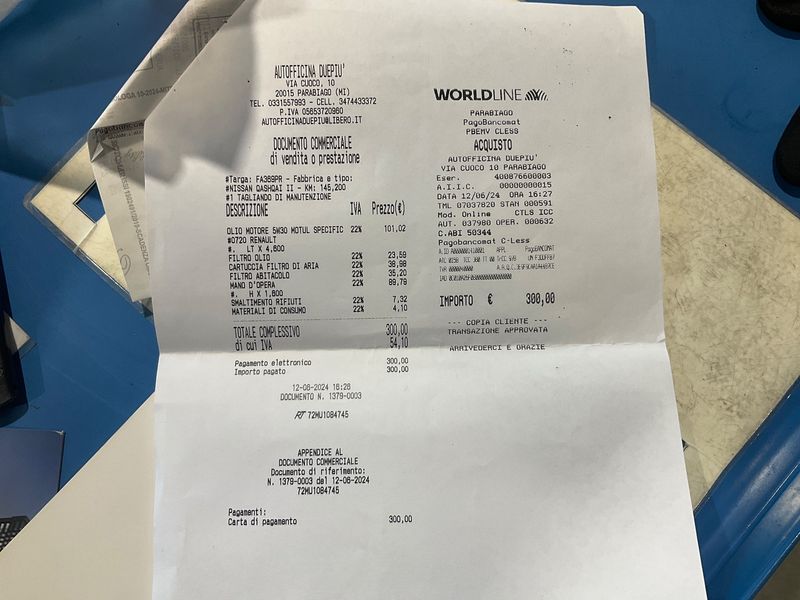 AUTOFFICINA DUEPIU'
VIA CUOCO, 10
20015 PARABIAGO (MI)
TEL. 0331557993 - CELL. 3474433372
P.IVA 05653720960
AUTOFFICINADUEPIU@LIBERO.IT
DOCUMENTO COMMERCIALE
di vendita o prestazione
#Targa: FA369PR - Fabbrica e tipo:
#NISSAN QASHQAI II - KM: 145,200
#1 TAGLIANDO DI MANUTENZIONE
DESCRIZIONE IVA Prezzo(€)
OLIO MOTORE 5W30 MOTUL SPECIFIC 22% 101,02
#0720 RENAULT
#. LT X 4,600
FILTRO OLIO 22% 23,59
CARTUCCIA FILTRO DI ARIA 22% 38,98
FILTRO ABITACOLO 22% 35,20
MANO D'OPERA 22% 89,79
#. H X 1,600
SMALTIMENTO RIFIUTI 22% 7,32
MATERIALI DI CONSUMO 22% 4,10
TOTALE COMPLESSIVO 300,00
di cui IVA 54,10
Pagamento elettronico 300,00
Importo pagato 300,00
12-06-2024 16:26
DOCUMENTO N. 1379-0003
RT 72MU1084745
APPENDICE AL
DOCUMENTO COMMERCIALE
Documento di riferimento:
N. 1379-0003 del 12-06-2024
72MU1084745
Pagamenti:
Carta di pagamento 300,00
WORLDLINE
PARABIAGO
PagoBancomat
PBEMV CLESS
ACQUISTO
AUTOFFICINA DUEPIU'
VIA CUOCO 10 PARABIAGO
Eser. 400876600003
A.I.I.C. 00000000015
DATA 12/06/24 ORA 16:27
TML 07037820 STAN 000591
Mod. Online CTLS ICC
AUT. 037980 OPER. 000632
C.ABI 50344
Pagobancomat C-Less
IMPORTO € 300,00
--- COPIA CLIENTE ---
TRANSAZIONE APPROVATA
ARRIVEDERCI E GRAZIE
PagoBancomat